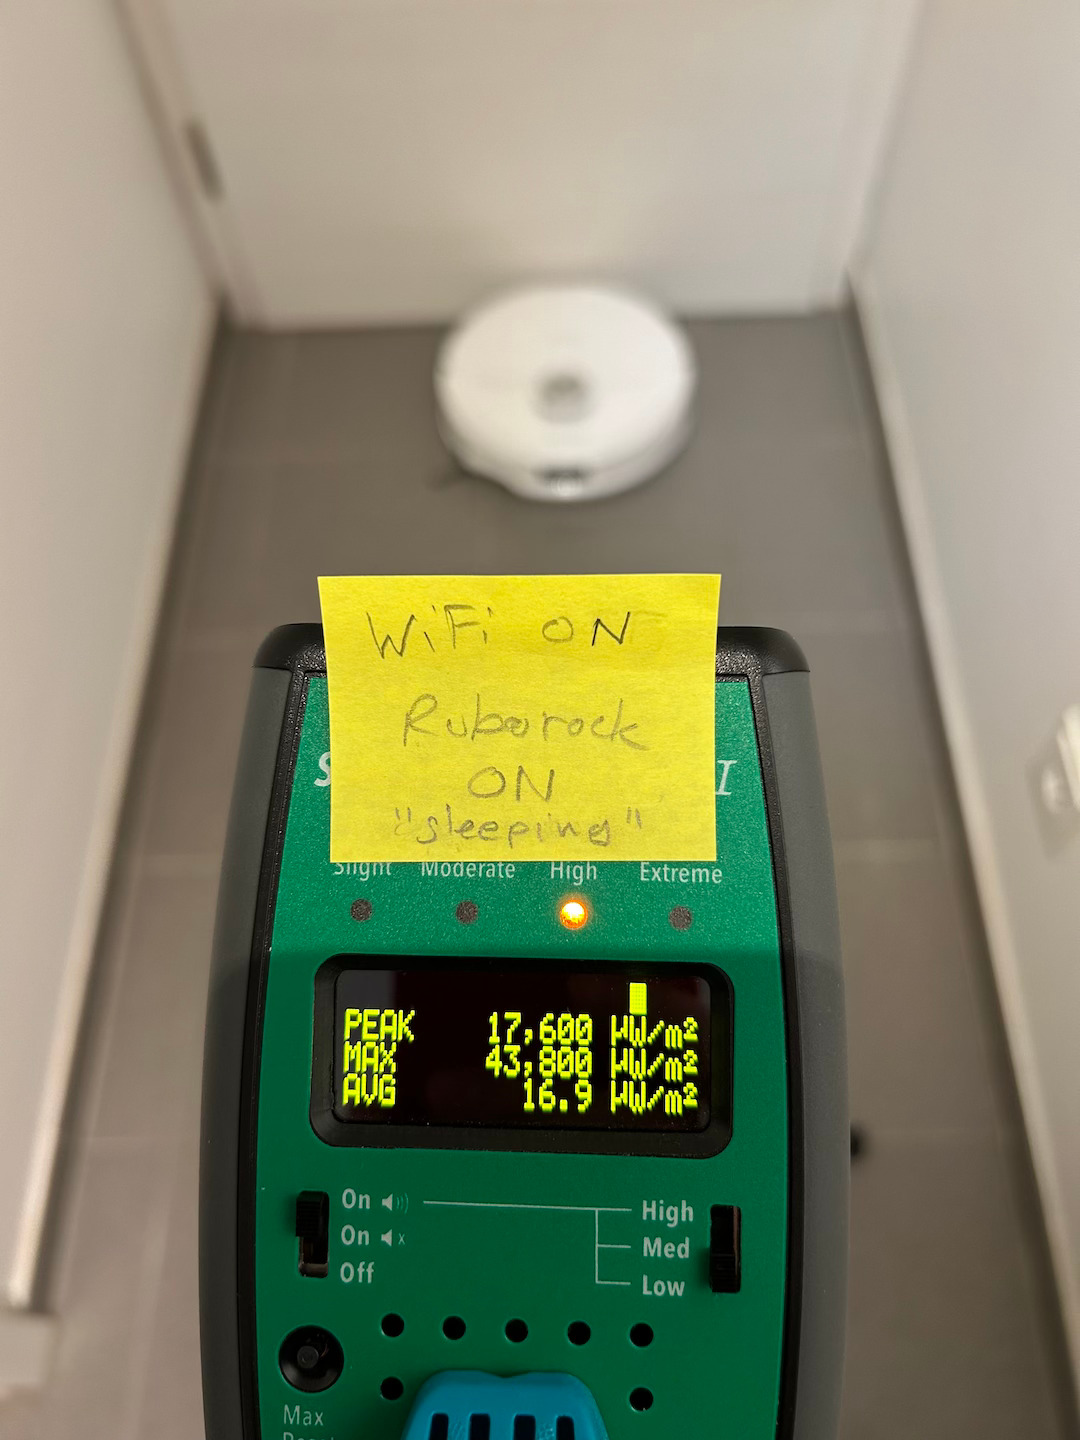 WiFi ON
Ruborock
ON
"sleeping"
S I
Slight Moderate High Extreme
PEAK 17,600 µW/m²
MAX 43,800 µW/m²
AVG 16.9 µW/m²
On High
On Med
Off Low
Max